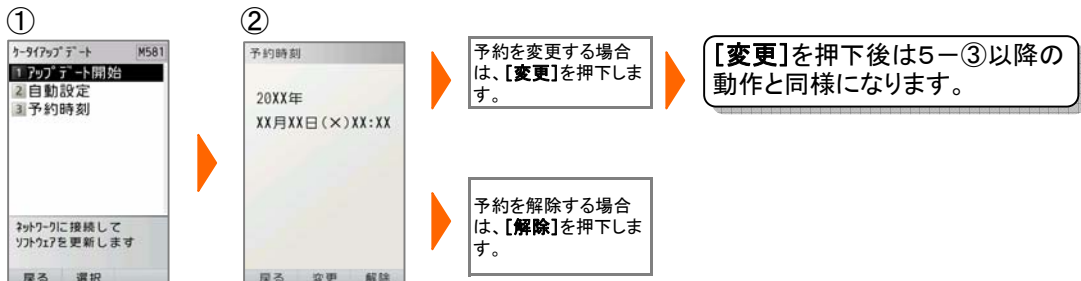 ①
ケータイアップデート M581
1 アップデート開始
2 自動設定
3 予約時刻
ネットワークに接続して
ソフトウェアを更新します
戻る 選択
②
予約時刻
20XX年
XX月XX日(×)XX:XX
戻る 変更 解除
予約を変更する場合
は、[変更]を押下しま
す。
[変更]を押下後は5-③以降の
動作と同様になります。
予約を解除する場合
は、[解除]を押下しま
す。